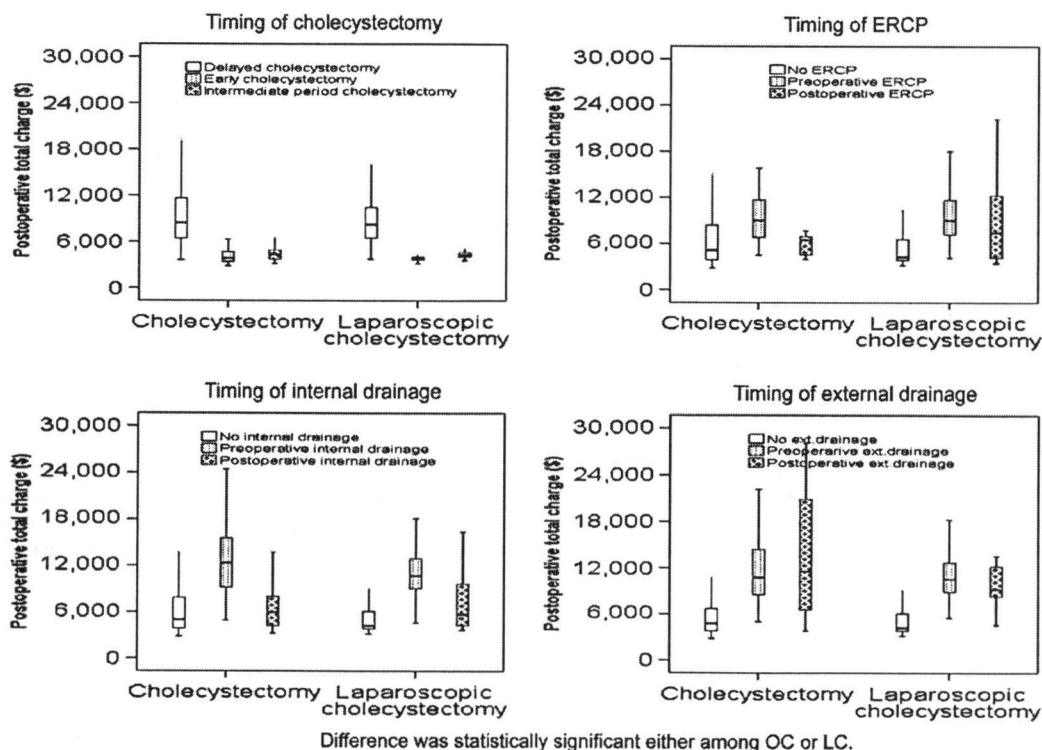 Timing of cholecystectomy
Postoperative total charge ($)
30,000
24,000
18,000
12,000
6,000
0
Delayed cholecystectomy
Early cholecystectomy
Intermediate period cholecystectomy
Cholecystectomy
Laparoscopic
cholecystectomy
Timing of ERCP
Postoperative total charge ($)
30,000
24,000
18,000
12,000
6,000
0
No ERCP
Preoperative ERCP
Postoperative ERCP
Cholecystectomy
Laparoscopic
cholecystectomy
Timing of internal drainage
Postoperative total charge ($)
30,000
24,000
18,000
12,000
6,000
0
No internal drainage
Preoperative internal drainage
Postoperative internal drainage
Cholecystectomy
Laparoscopic
cholecystectomy
Timing of external drainage
Postoperative total charge ($)
30,000
24,000
18,000
12,000
6,000
0
No ext.drainage
Preoperarive ext.drainage
Postoperative ext.drainage
Cholecystectomy
Laparoscopic
cholecystectomy
Difference was statistically significant either among OC or LC.